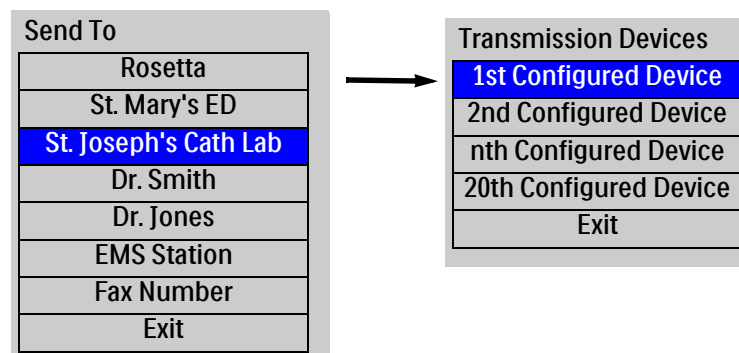 Send To
Rosetta
St. Mary's ED
St. Joseph's Cath Lab
Dr. Smith
Dr. Jones
EMS Station
Fax Number
Exit
Transmission Devices
1st Configured Device
2nd Configured Device
nth Configured Device
20th Configured Device
Exit